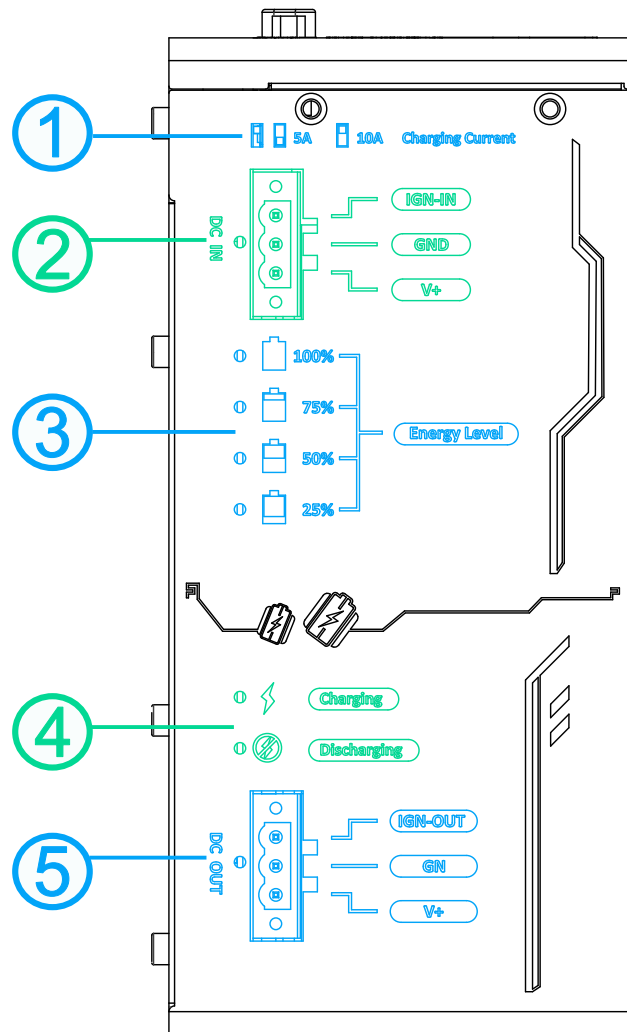 1
5A 10A Charging Current
2
DC IN
IGN-IN
GND
V+
3
100%
75%
50%
25%
Energy Level
4
Charging
Discharging
5
DC OUT
IGN-OUT
GN
V+